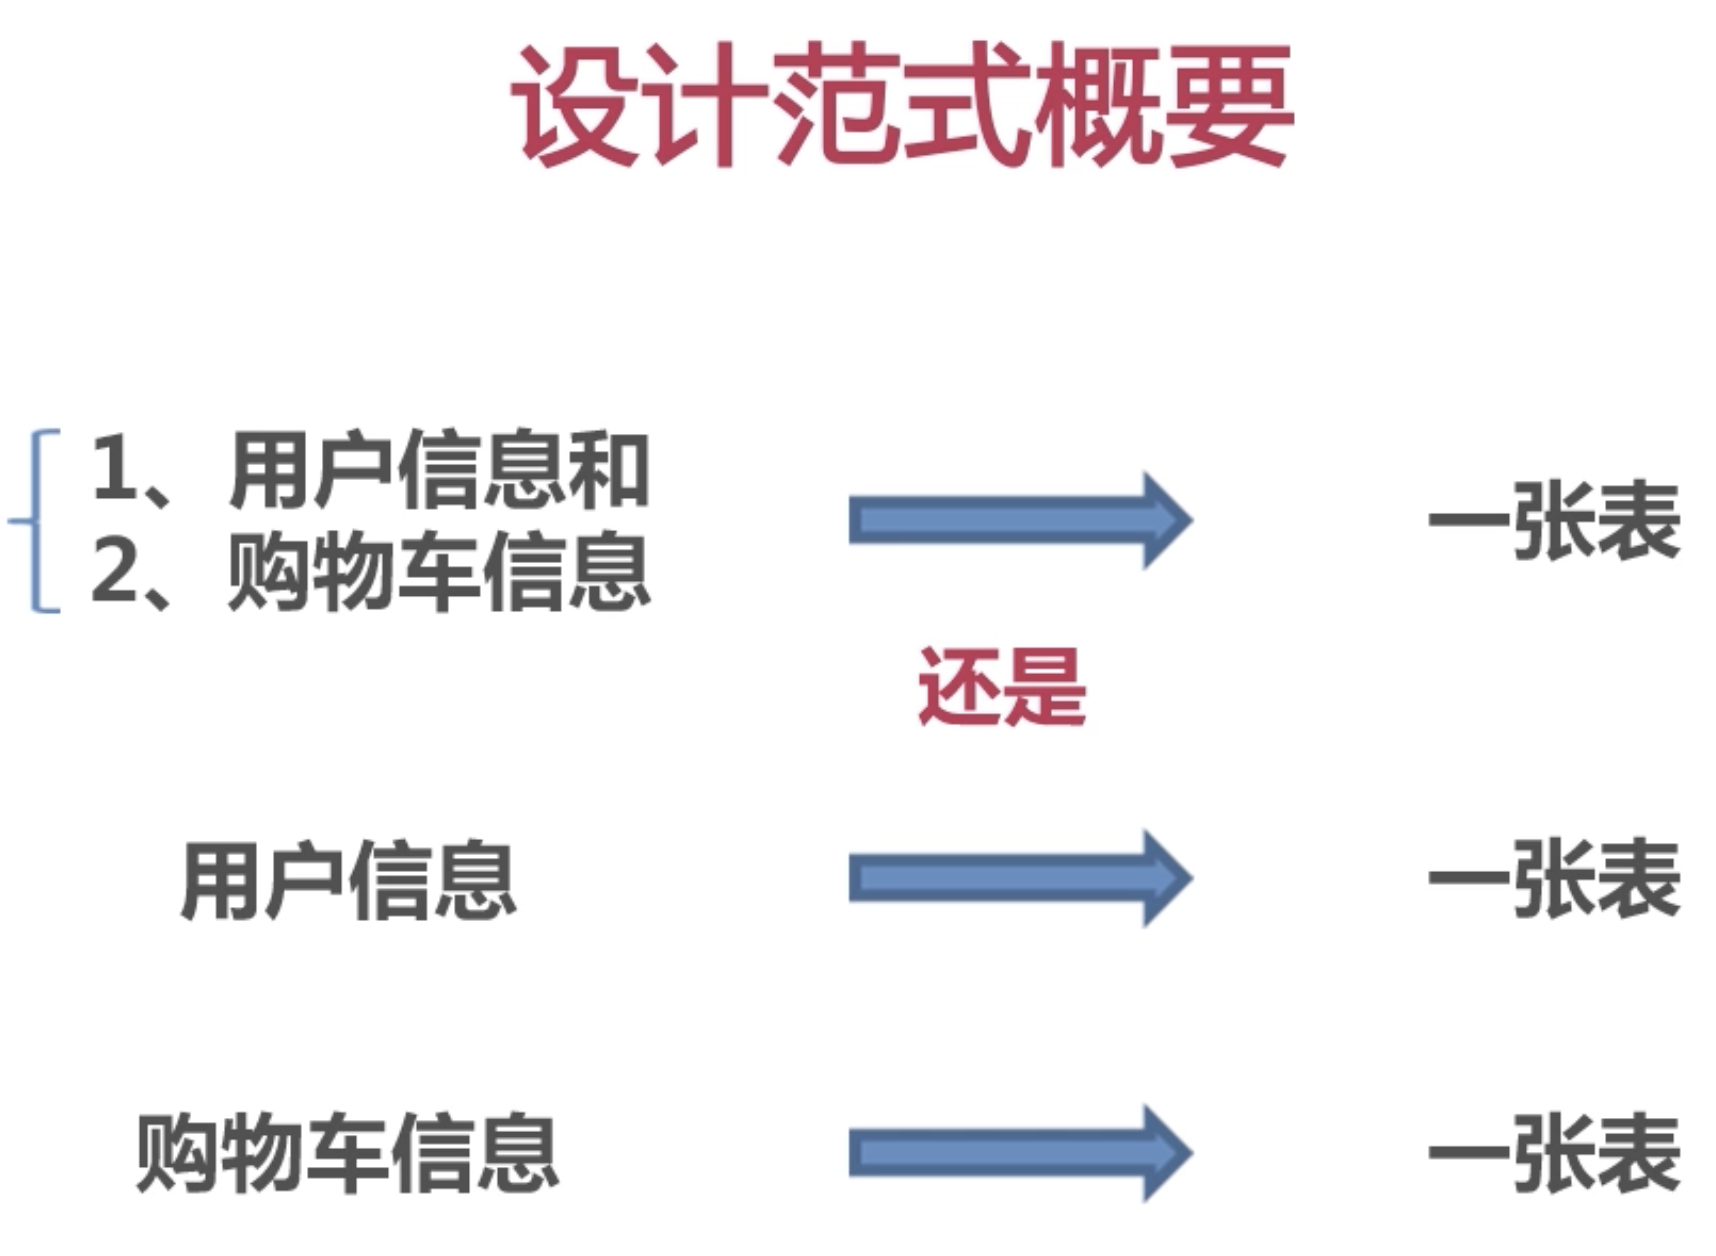 设计范式概要
1、用户信息和
2、购物车信息
一张表
还是
用户信息
一张表
购物车信息
一张表